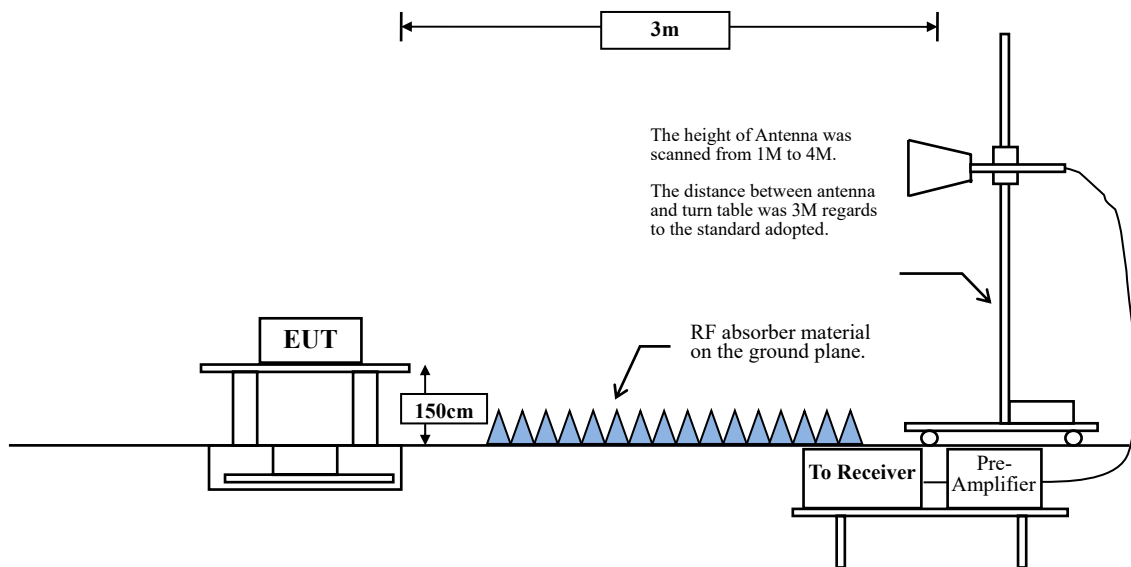 3m
The height of Antenna was
scanned from 1M to 4M.
The distance between antenna
and turn table was 3M regards
to the standard adopted.
EUT
RF absorber material
on the ground plane.
150cm
To Receiver
Pre-
Amplifier